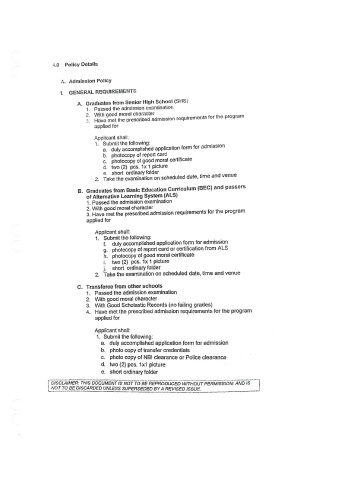 4.0 Policy Details
A. Admission Policy
I. GENERAL REQUIREMENTS
A. Graduates from Senior High School (SHS)
1. Passed the admission examination
2. With good moral character
3. Have met the prescribed admission requirements for the program
applied for
Applicant shall:
1. Submit the following:
a. duly accomplished application form for admission
b. photocopy of report card
c. photocopy of good moral certificate
d. two (2) pcs. 1x 1 picture
e. short ordinary folder
2. Take the examination on scheduled date, time and venue
B. Graduates from Basic Education Curriculum (BEC) and passers
of Alternative Learning System (ALS)
1. Passed the admission examination
2. With good moral character
3. Have met the prescribed admission requirements for the program
applied for
Applicant shall:
1. Submit the following:
f. duly accomplished application form for admission
g. photocopy of report card or certification from ALS
h. photocopy of good moral certificate
i. two (2) pcs. 1x 1 picture
j. short ordinary folder
2. Take the examination on scheduled date, time and venue
C. Transferee from other schools
1. Passed the admission examination
2. With good moral character
3. With Good Scholastic Records (no failing grades)
4. Have met the prescribed admission requirements for the program
applied for
Applicant shall:
1. Submit the following:
a. duly accomplished application form for admission
b. photo copy of transfer credentials
c. photo copy of NBI clearance or Police clearance
d. two (2) pcs. 1x1 picture
e. short ordinary folder
DISCLAIMER: THIS DOCUMENT IS NOT TO BE REPRODUCED WITHOUT PERMISSION; AND IS
NOT TO BE DISCARDED UNLESS SUPERSEDED BY A REVISED ISSUE.